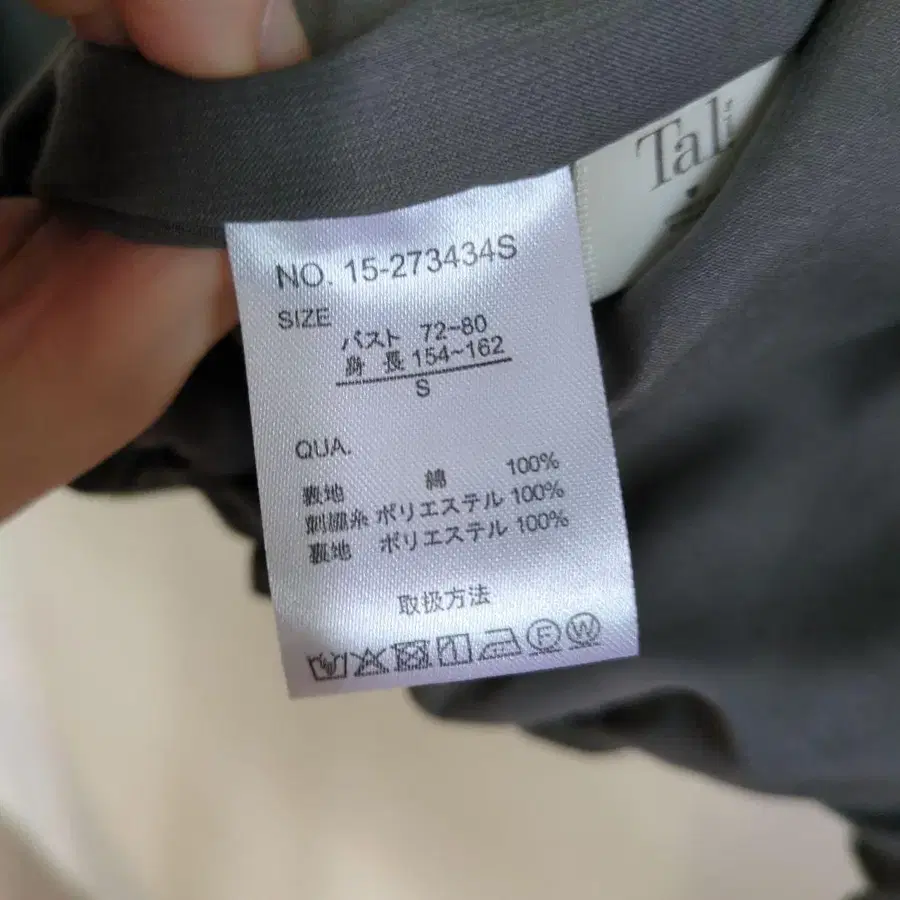 Tali
NO. 15-273434S
SIZE
バスト 72~80
身 長 154~162
S
QUA.
表地 綿 100%
刺繍糸 ポリエステル 100%
裏地 ポリエステル 100%
取扱方法
F W